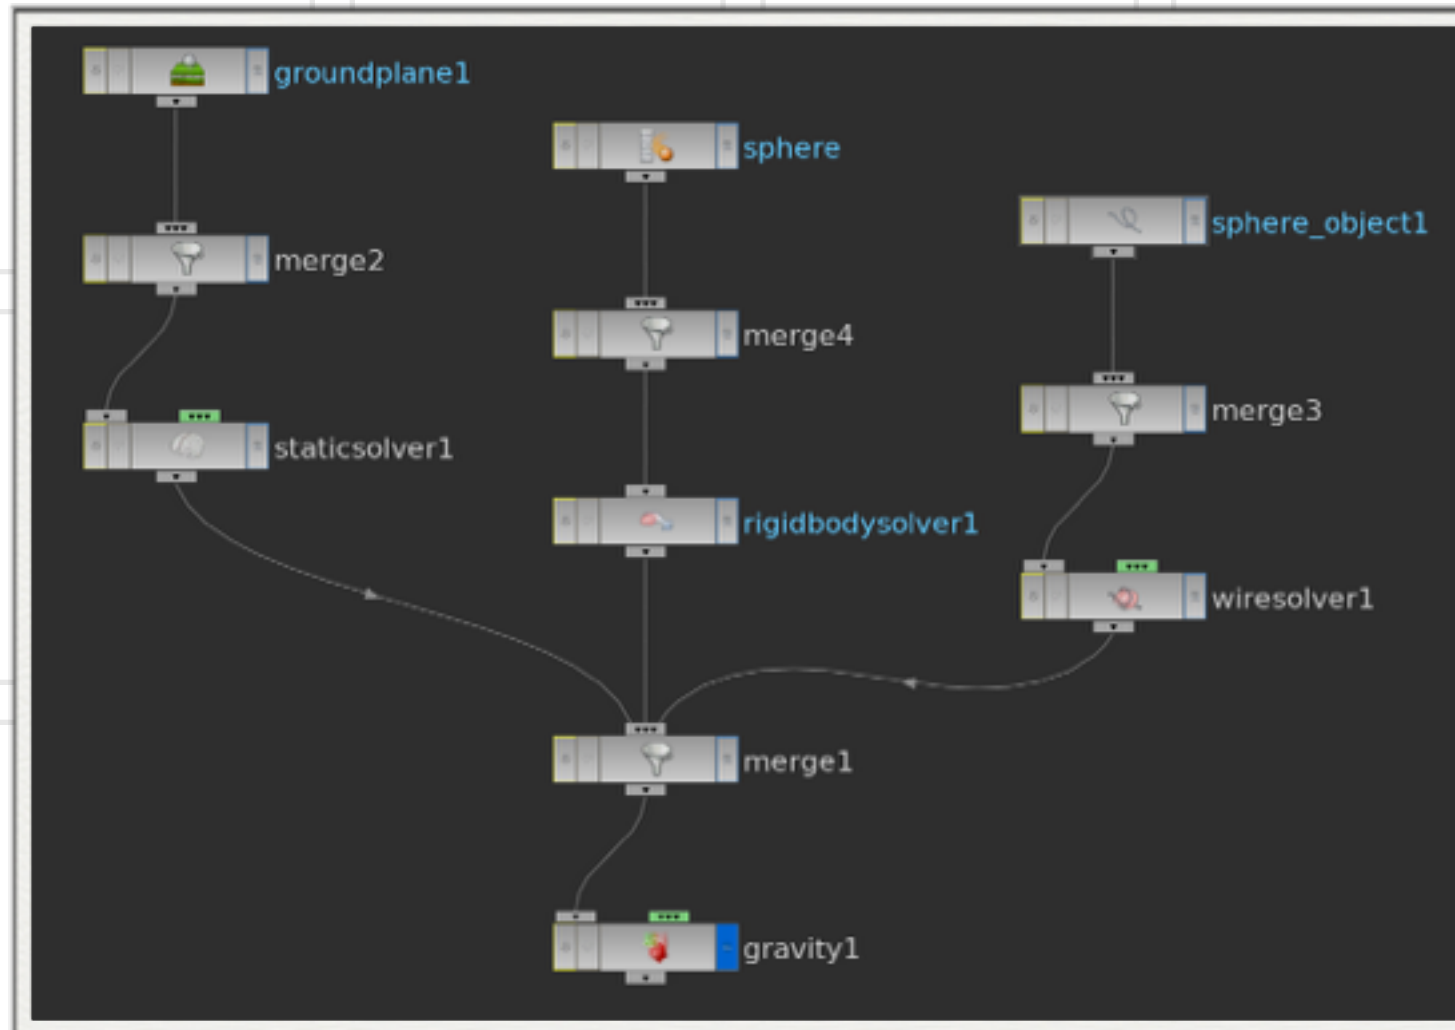 groundplane1
sphere
sphere_object1
merge2
merge4
merge3
staticsolver1
rigidbodysolver1
wiresolver1
merge1
gravity1